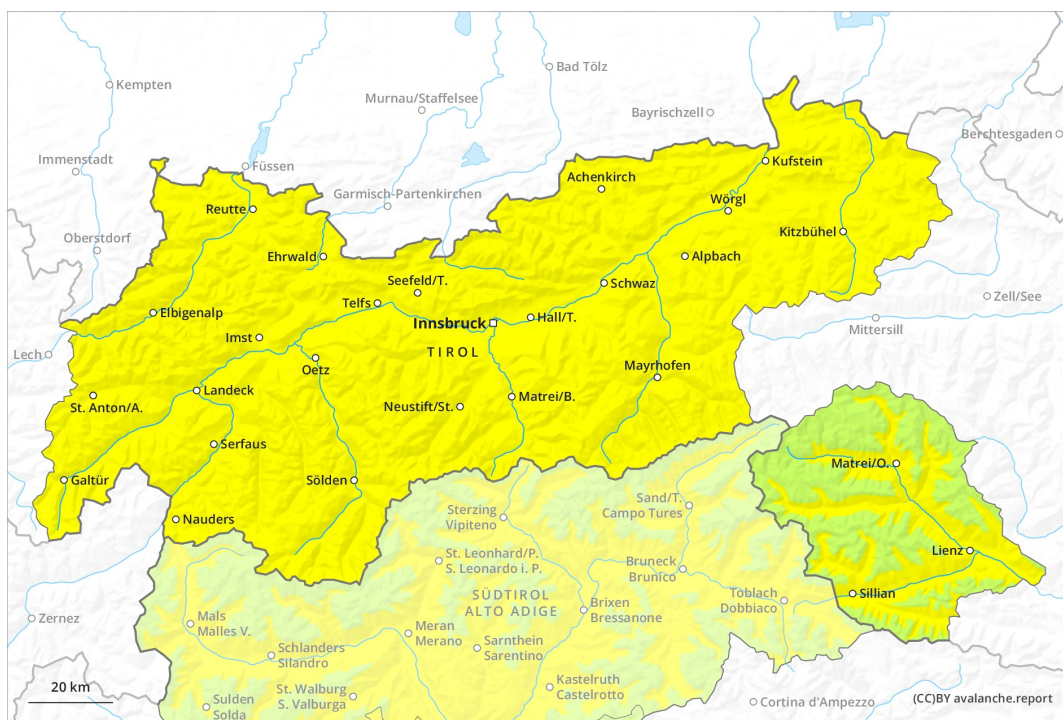 Kempten
Bad Tölz
Murnau/Staffelsee
Bayrischzell
Berchtesgaden
Immenstadt
Füssen
Kufstein
Achenkirch
Garmisch-Partenkirchen
Wörgl
Reutte
Oberstdorf
Kitzbühel
Ehrwald
Alpbach
Seefeld/T.
Schwaz
Zell/See
Telfs
Elbigenalp
Hall/T.
Innsbruck
Mittersill
Imst
Lech
TIROL
Oetz
Mayrhofen
Landeck
St. Anton/A.
Neustift/St.
Matrei/B.
Serfaus
Matrei/O.
Galtür
Sölden
Sand/T.
Campo Tures
Sterzing
Vipiteno
Nauders
Lienz
St. Leonhard/P.
S. Leonardo i. P.
Bruneck
Brunico
Sillian
SÜDTIROL
ALTO ADIGE
Toblach
Dobbiaco
Brixen
Bressanone
Zernez
Mals
Malles V.
Meran
Merano
Sarnthein
Sarentino
Schlanders
Silandro
Kastelruth
Castelrotto
20 km
St. Walburg
S. Valburga
Sulden
Solda
Cortina d'Ampezzo
(CC)BY avalanche.report